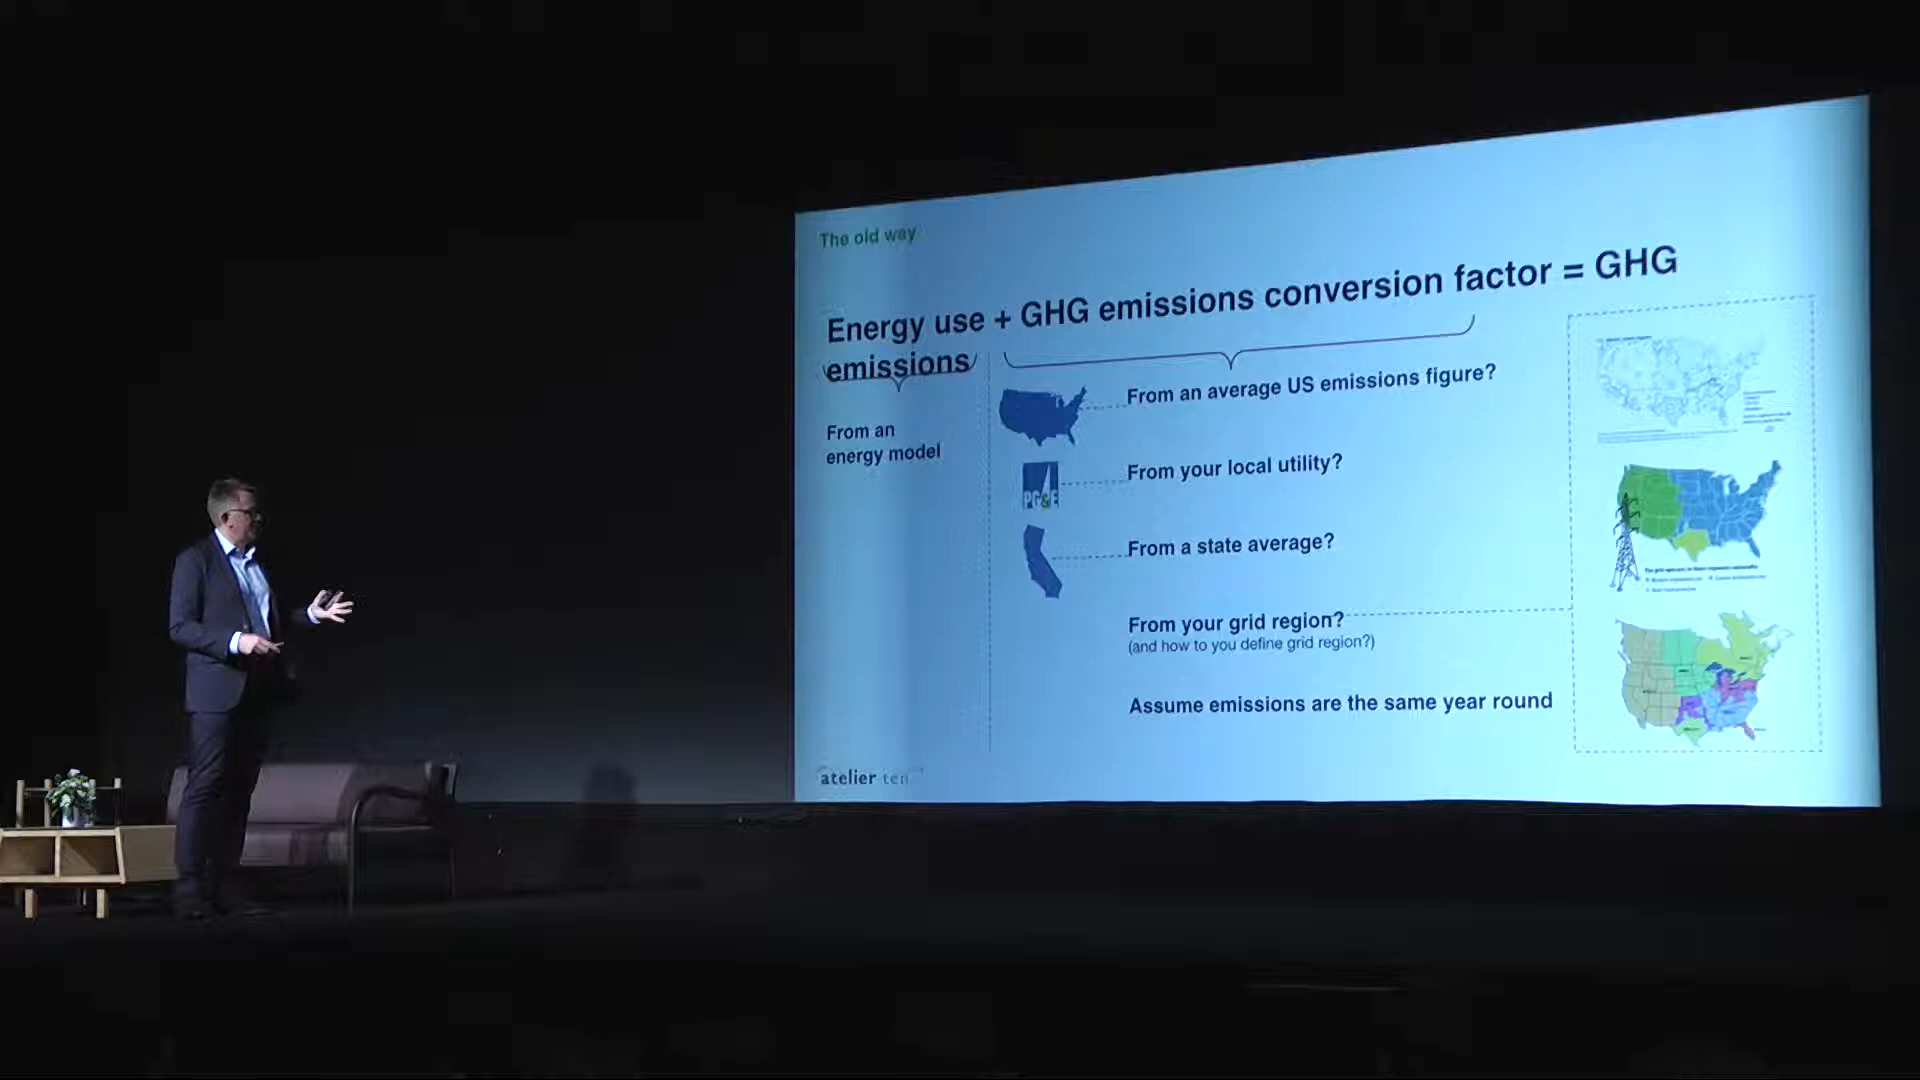 The old way
Energy use + GHG emissions conversion factor = GHG
emissions
From an
energy model
From an average US emissions figure?
PG&E
From your local utility?
From a state average?
From your grid region?
(and how to you define grid region?)
Assume emissions are the same year round
atelier ten